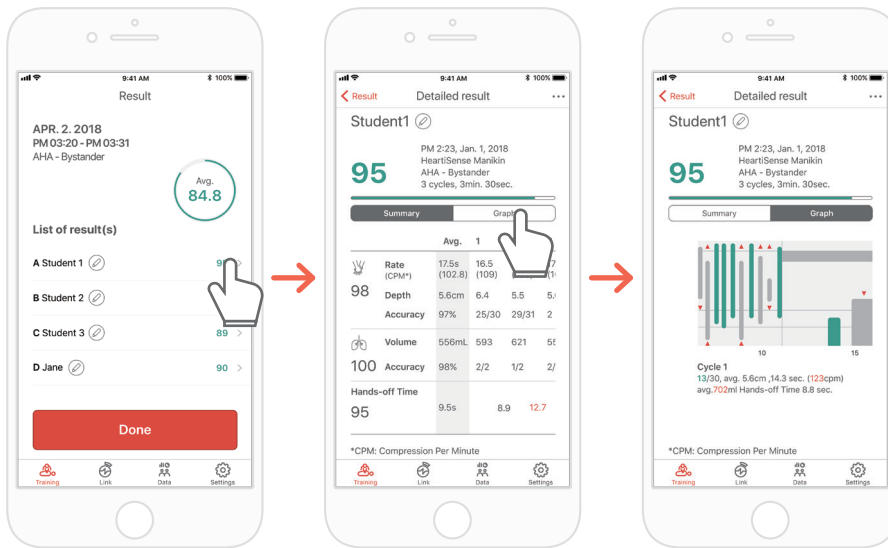 9:41 AM
100%
Result
APR. 2. 2018
PM 03:20 - PM 03:31
AHA - Bystander
Avg.
84.8
List of result(s)
A Student 1
B Student 2
C Student 3 89
D Jane 90
Done
Training Link Data Settings
9:41 AM
100%
Result Detailed result
Student1
95
PM 2:23, Jan. 1, 2018
HeartiSense Manikin
AHA - Bystander
3 cycles, 3min. 30sec.
Summary
Avg. 1
98
Rate 17.5s 16.5
(CPM*) (102.8) (109)
Depth 5.6cm 6.4 5.5
Accuracy 97% 25/30 29/31
Volume 556mL 593 621
100 Accuracy 98% 2/2 1/2
Hands-off Time
95 9.5s 8.9 12.7
*CPM: Compression Per Minute
Training Link Data Settings
9:41 AM
100%
Result Detailed result
Student1
95
PM 2:23, Jan. 1, 2018
HeartiSense Manikin
AHA - Bystander
3 cycles, 3min. 30sec.
Summary Graph
10 15
Cycle 1
13/30, avg. 5.6cm ,14.3 sec. (123cpm)
avg.702ml Hands-off Time 8.8 sec.
*CPM: Compression Per Minute
Training Link Data Settings